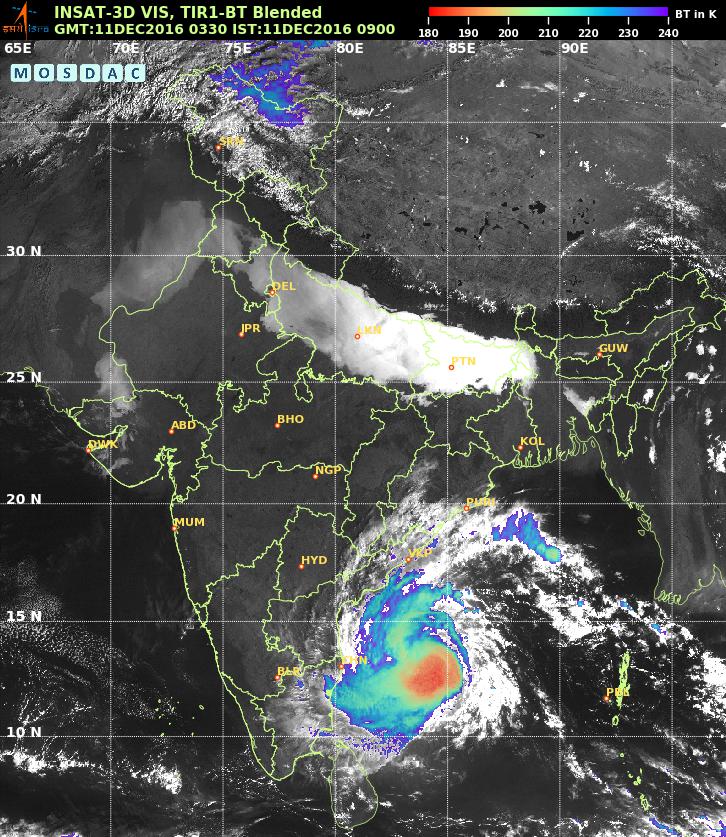 INSAT-3D VIS, TIR1-BT Blended
GMT:11DEC2016 0330 IST:11DEC2016 0900
BT in K
180 190 200 210 220 230 240
65E 70E 75E 80E 85E 90E
M O S D A C
SRN
30 N
DEL
JPR
LKN
GUW
PTN
25 N
ABD
BHO
DWK
KOL
NGP
20 N
PURI
MUM
HYD
15 N
BLR
PBL
10 N